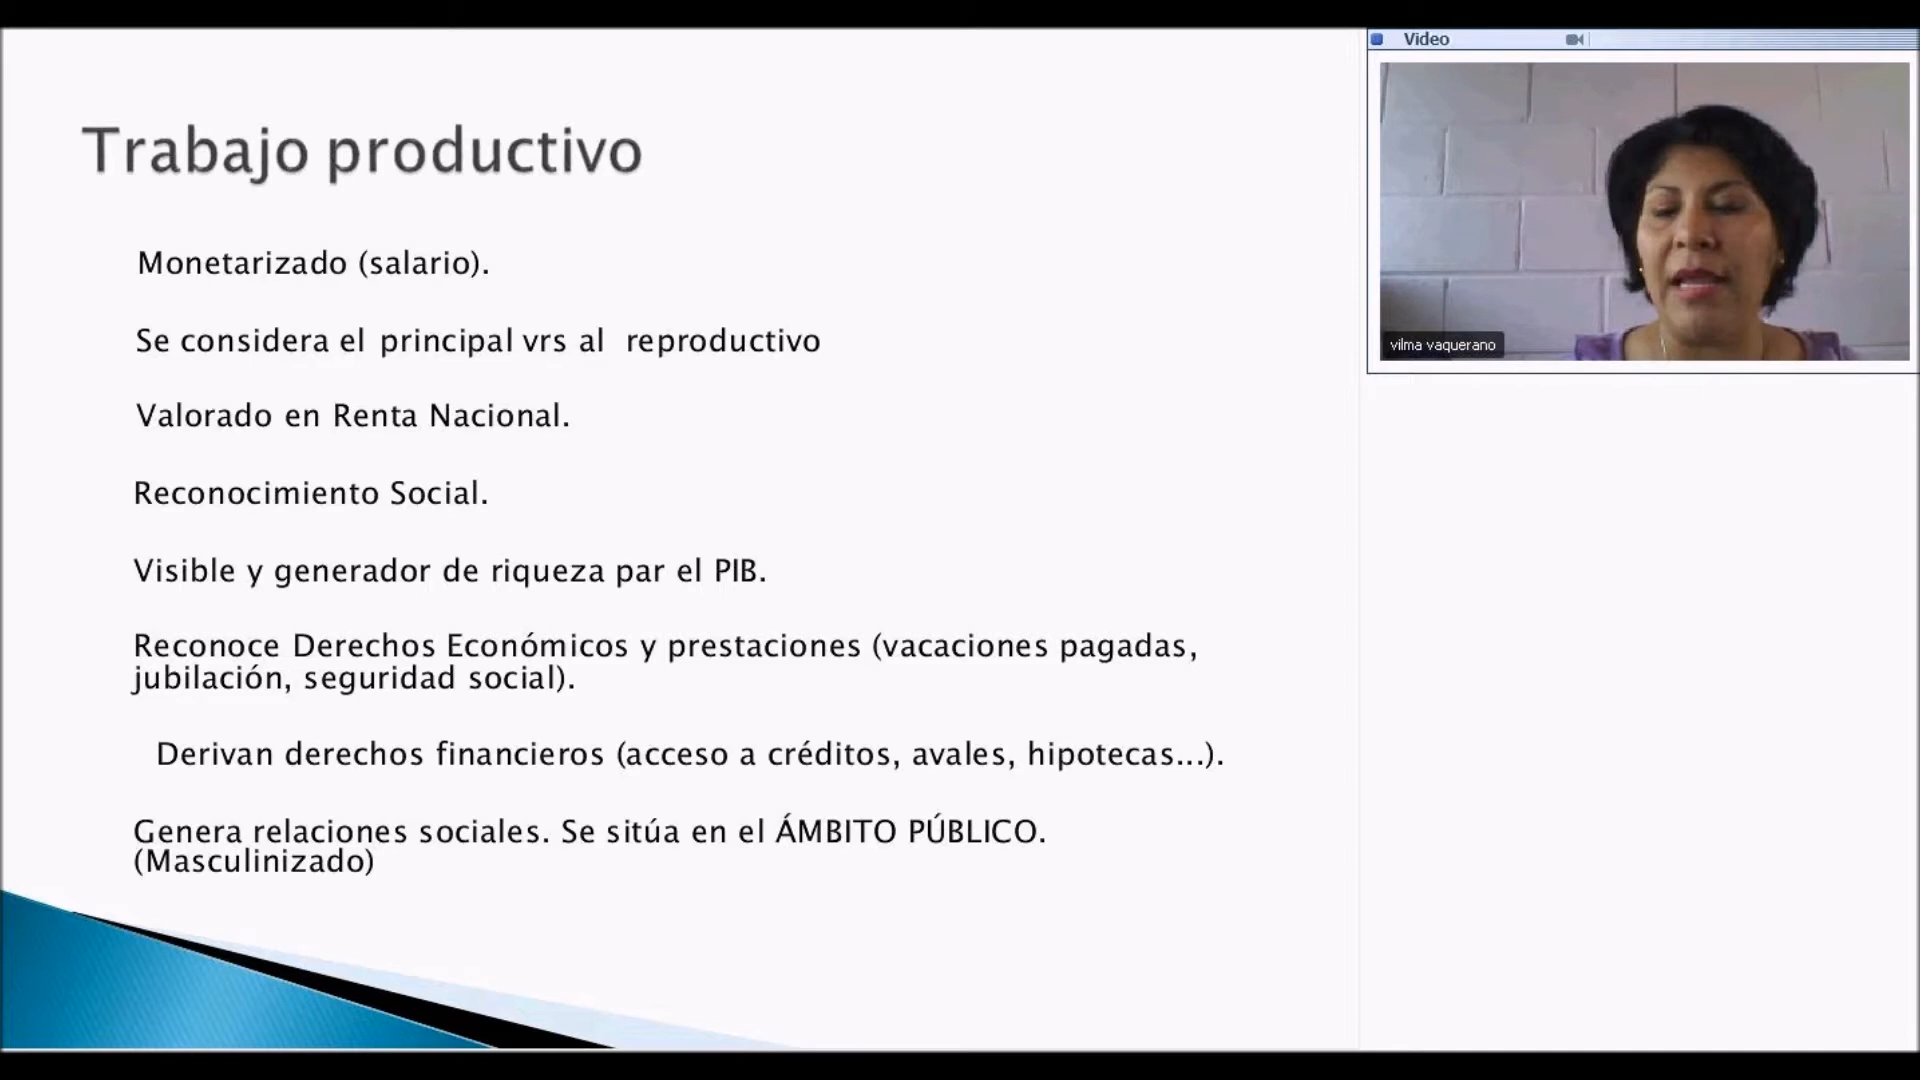 Trabajo productivo
Monetarizado (salario).
Se considera el principal vrs al reproductivo
Valorado en Renta Nacional.
Reconocimiento Social.
Visible y generador de riqueza par el PIB.
Reconoce Derechos Económicos y prestaciones (vacaciones pagadas,
jubilación, seguridad social).
Derivan derechos financieros (acceso a créditos, avales, hipotecas...).
Genera relaciones sociales. Se sitúa en el ÁMBITO PÚBLICO.
(Masculinizado)
Video
vilma vaquerano